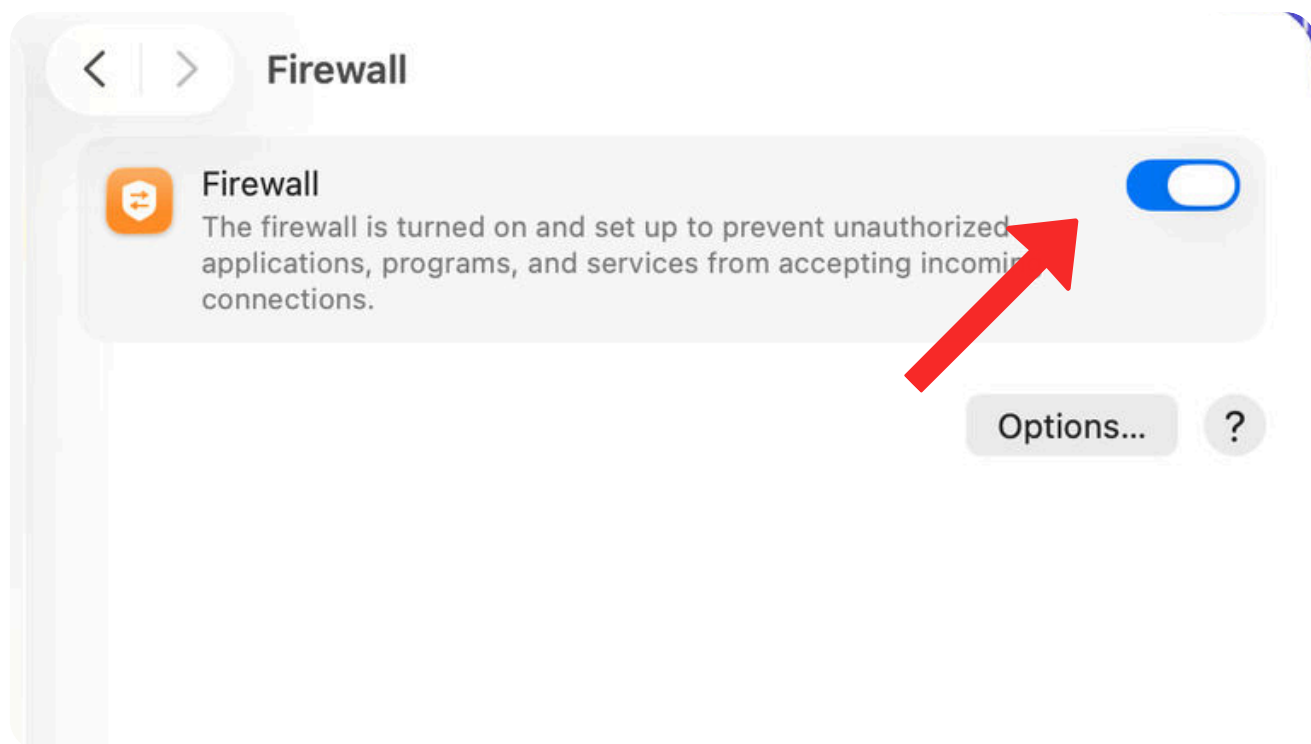 Firewall
Firewall
The firewall is turned on and set up to prevent unauthorized
applications, programs, and services from accepting
connections.
Options...
?